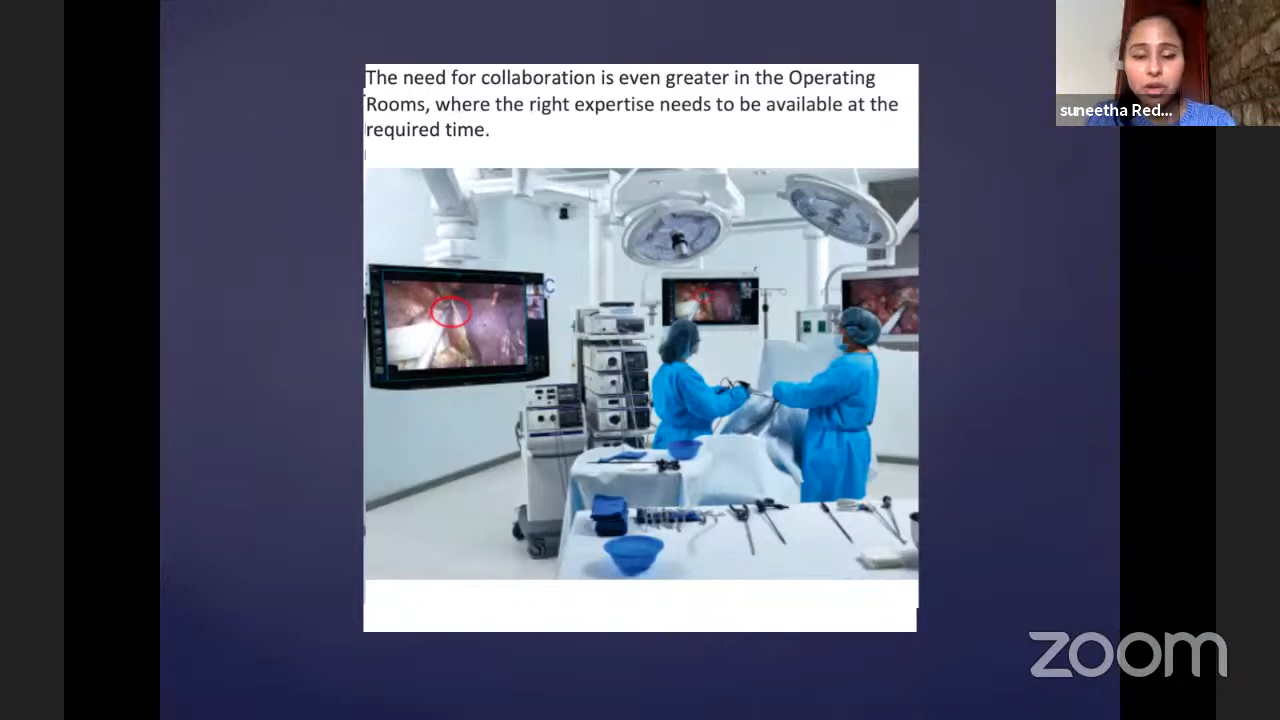 The need for collaboration is even greater in the Operating
Rooms, where the right expertise needs to be available at the
required time.
suneetha Red...
C
zoom